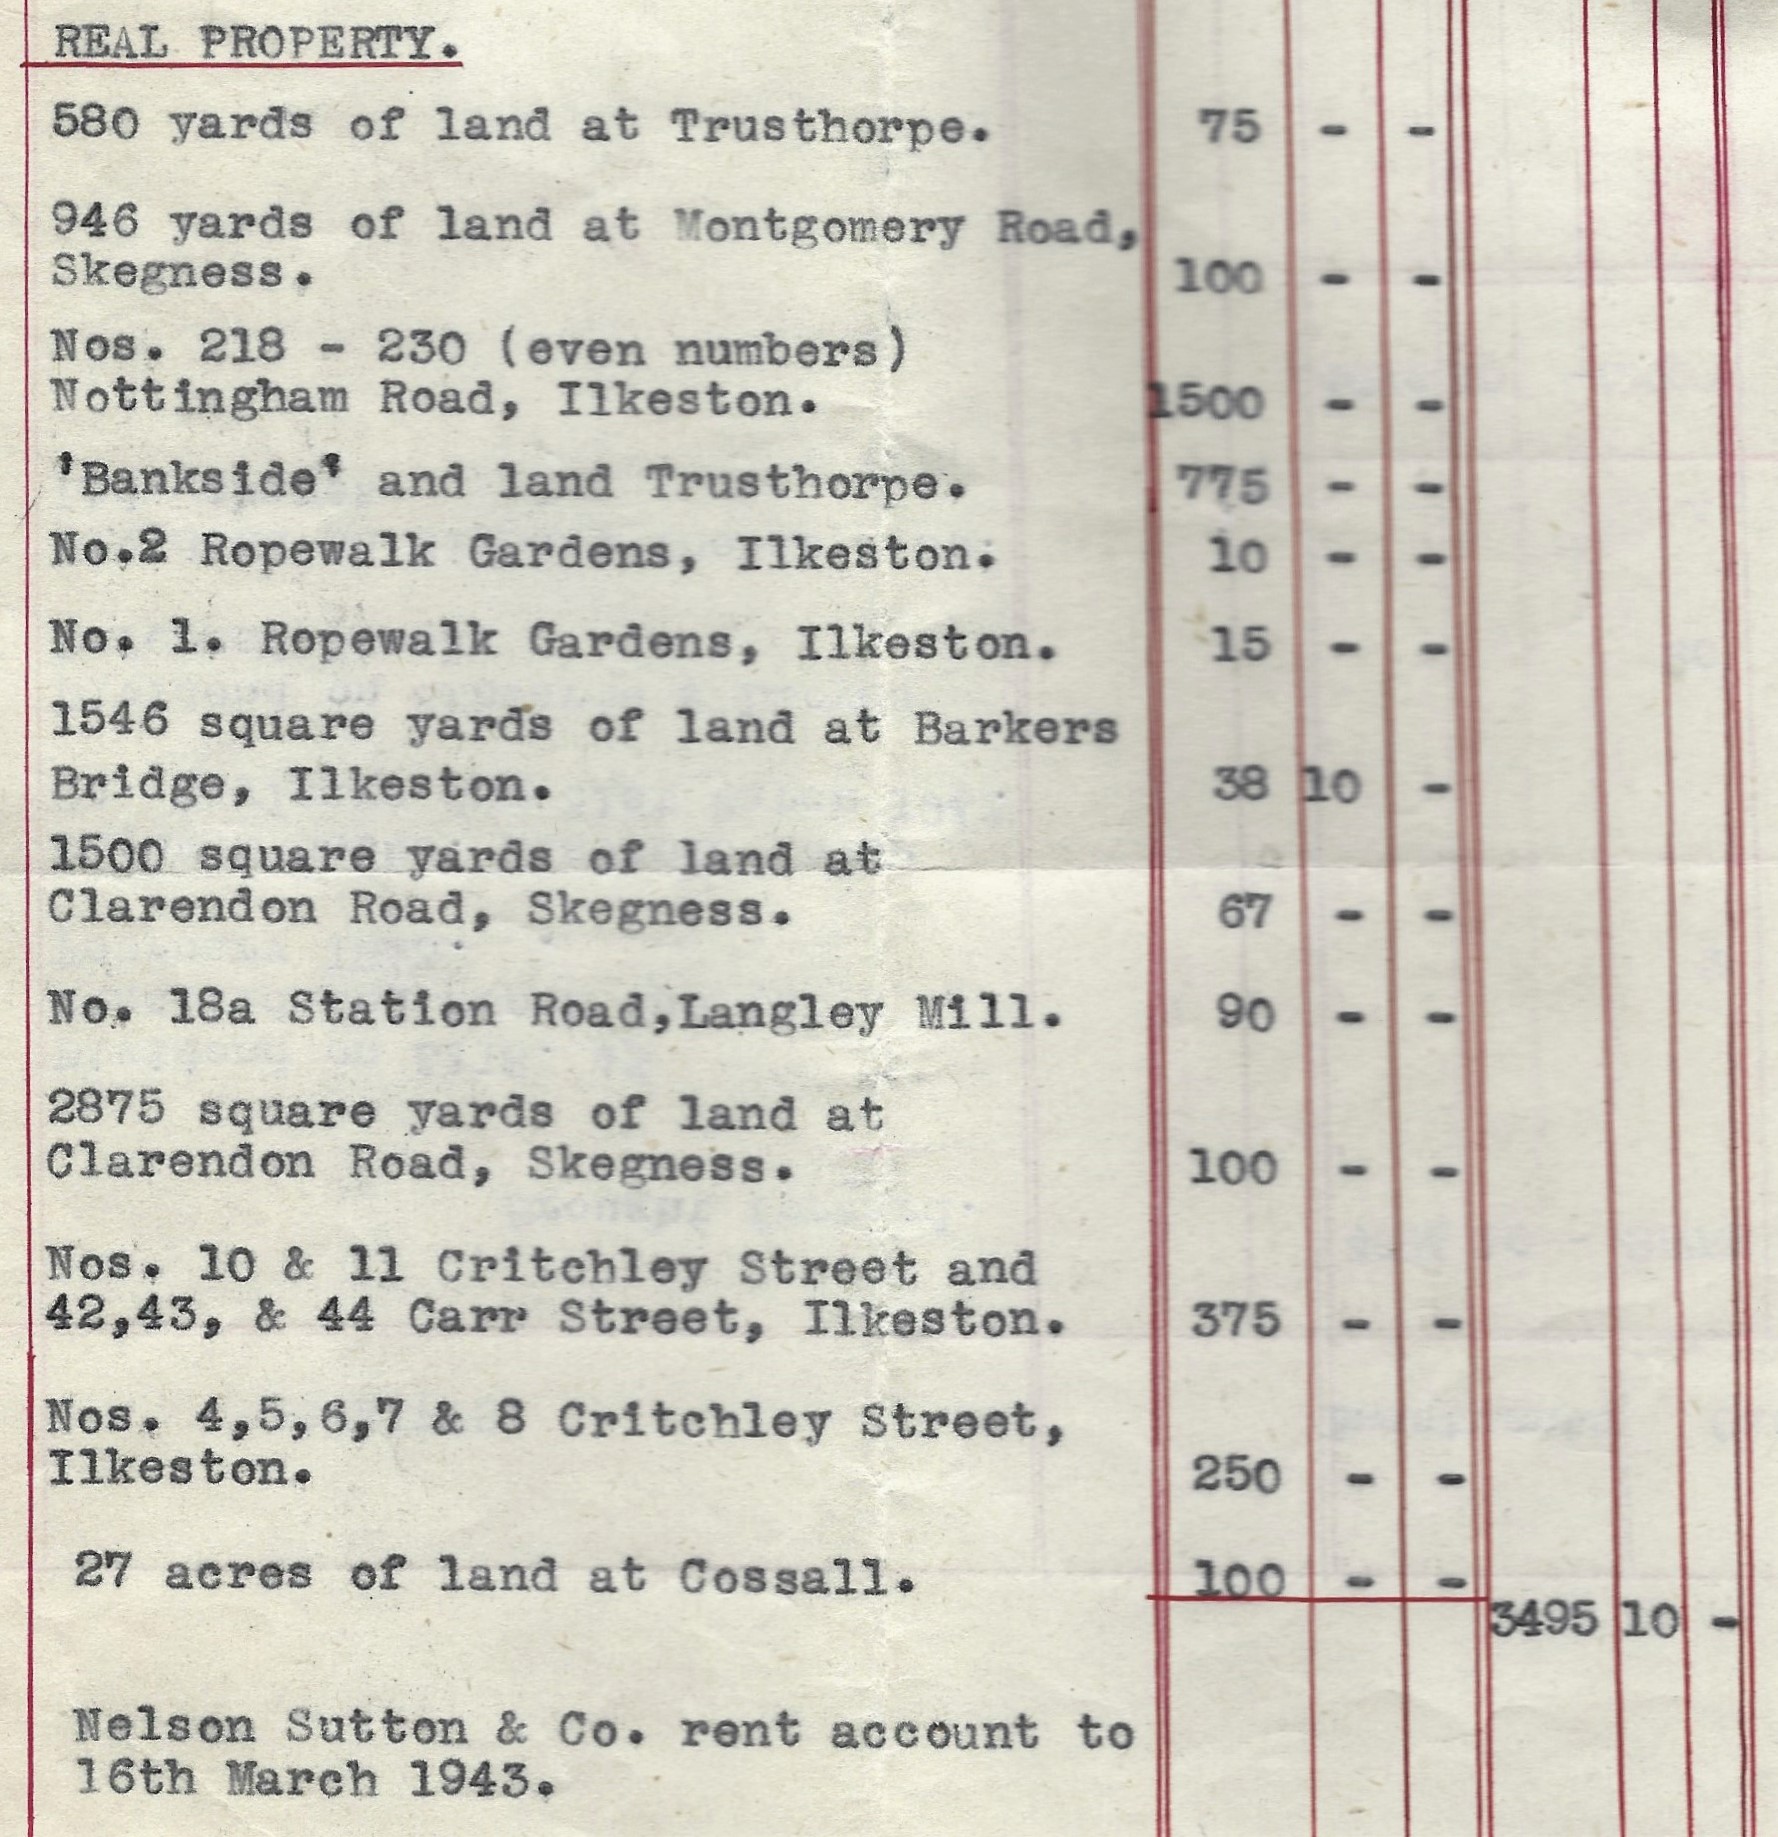 REAL PROPERTY.
580 yards of land at Trusthorpe. 75 - -
946 yards of land at Montgomery Road,
Skegness. 100 - -
Nos. 218 - 230 (even numbers)
Nottingham Road, Ilkeston. 1500 - -
'Bankside' and land Trusthorpe. 775 - -
No.2 Ropewalk Gardens, Ilkeston. 10 - -
No. 1. Ropewalk Gardens, Ilkeston. 15 - -
1546 square yards of land at Barkers
Bridge, Ilkeston. 38 10 -
1500 square yards of land at
Clarendon Road, Skegness. 67 - -
No. 18a Station Road,Langley Mill. 90 - -
2875 square yards of land at
Clarendon Road, Skegness. 100 - -
Nos. 10 & 11 Critchley Street and
42,43, & 44 Carr Street, Ilkeston. 375 - -
Nos. 4,5,6,7 & 8 Critchley Street,
Ilkeston. 250 - -
27 acres of land at Cossall. 100 - -
3495 10 -
Nelson Sutton & Co. rent account to
16th March 1943.